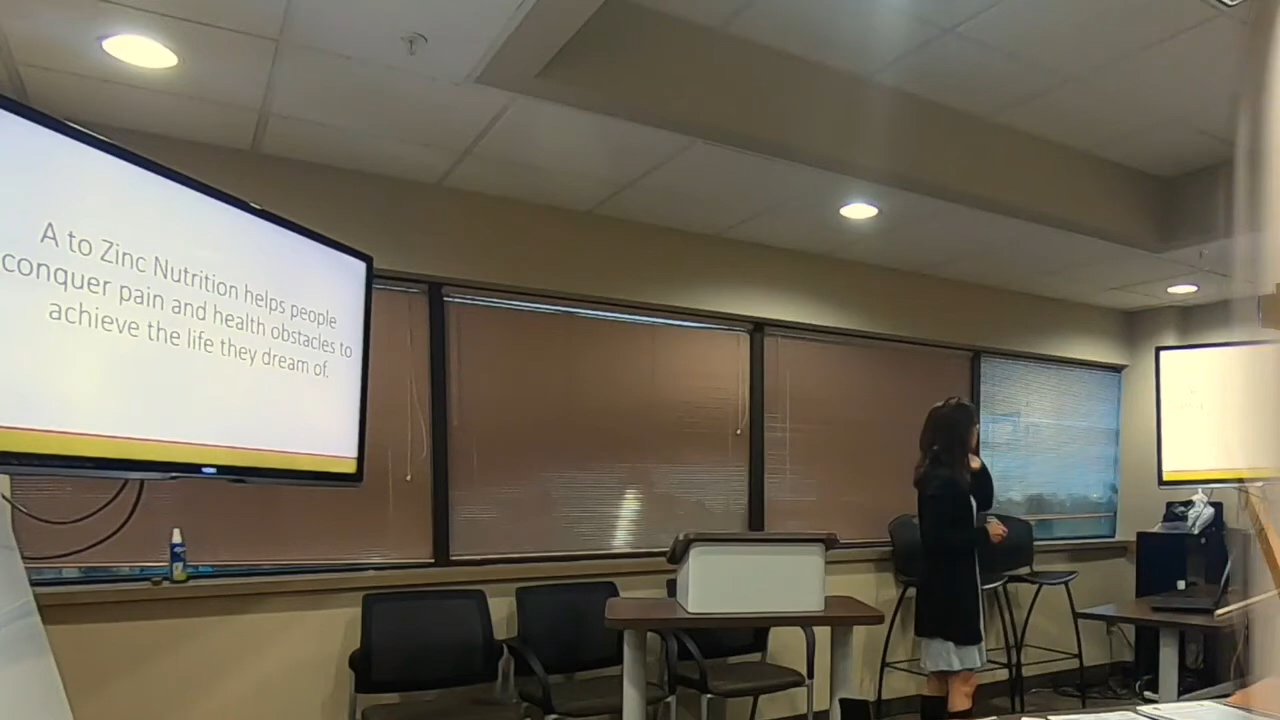 A to Zinc Nutrition helps people
conquer pain and health obstacles to
achieve the life they dream of.